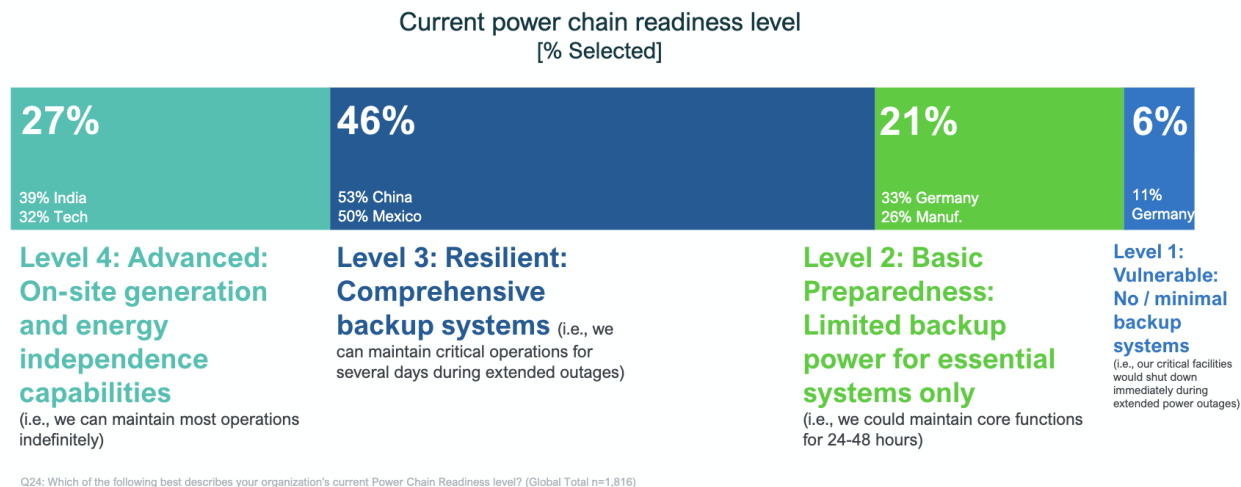 Current power chain readiness level
[% Selected]
27%
39% India
32% Tech
46%
53% China
50% Mexico
21%
33% Germany
26% Manuf.
6%
11%
Germany
Level 4: Advanced:
On-site generation
and energy
independence
capabilities
(i.e., we can maintain most operations
indefinitely)
Level 3: Resilient:
Comprehensive
backup systems (i.e., we
can maintain critical operations for
several days during extended outages)
Level 2: Basic
Preparedness:
Limited backup
power for essential
systems only
(i.e., we could maintain core functions
for 24-48 hours)
Level 1:
Vulnerable:
No / minimal
backup
systems
(i.e., our critical facilities
would shut down
immediately during
extended power outages)
Q24: Which of the following best describes your organization's current Power Chain Readiness level? (Global Total n=1,816)